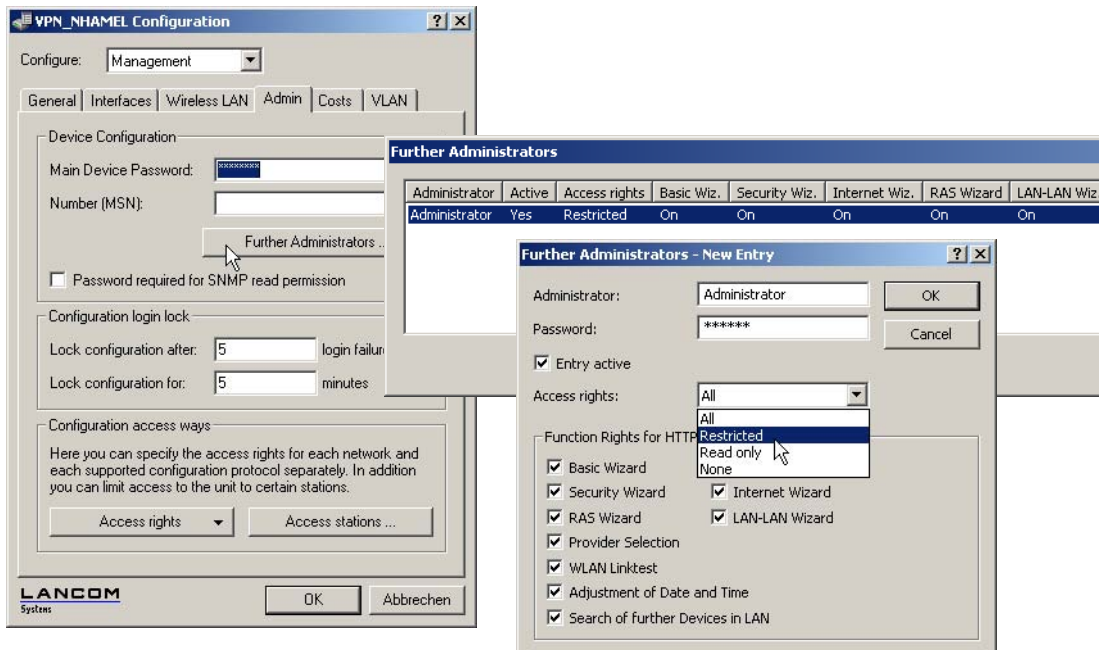 VPN_NHAMEL Configuration
Configure: Management
General Interfaces Wireless LAN Admin Costs VLAN
Device Configuration
Main Device Password: ********
Number (MSN):
Further Administrators ..
Password required for SNMP read permission
Configuration login lock
Lock configuration after: 5 login failur
Lock configuration for: 5 minutes
Configuration access ways
Here you can specify the access rights for each network and
each supported configuration protocol separately. In addition
you can limit access to the unit to certain stations.
Access rights Access stations ...
LANCOM
Systems
OK Abbrechen
Further Administrators
Administrator Active Access rights Basic Wiz. Security Wiz. Internet Wiz. RAS Wizard LAN-LAN Wiz.
Administrator Yes Restricted On On On On On
Further Administrators - New Entry
Administrator: Administrator OK
Password: ****** Cancel
Entry active
Access rights: All
All
Restricted
Read only
None
Function Rights for HTTP
Basic Wizard
Security Wizard Internet Wizard
RAS Wizard LAN-LAN Wizard
Provider Selection
WLAN Linktest
Adjustment of Date and Time
Search of further Devices in LAN